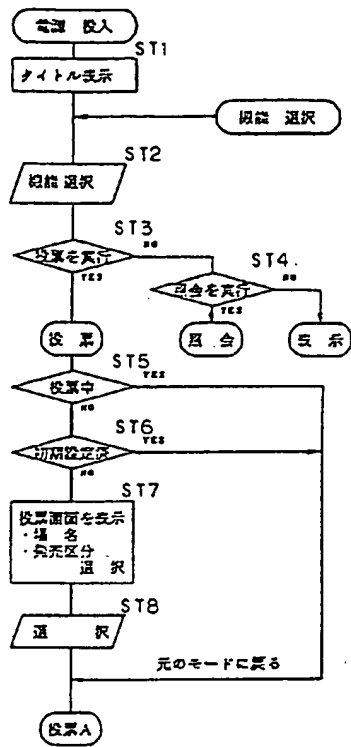 電源 投入
ST1
タイトル表示
機能 選択
ST2
機能 選択
ST3
投票を実行
NO
YES
ST4
照会を実行
NO
YES
投票
照会
表示
ST5
投票中
YES
NO
ST6
初期設定済
YES
NO
ST7
投票画面を表示
・場名
・発売区分
選択
ST8
選択
元のモードに戻る
投票A